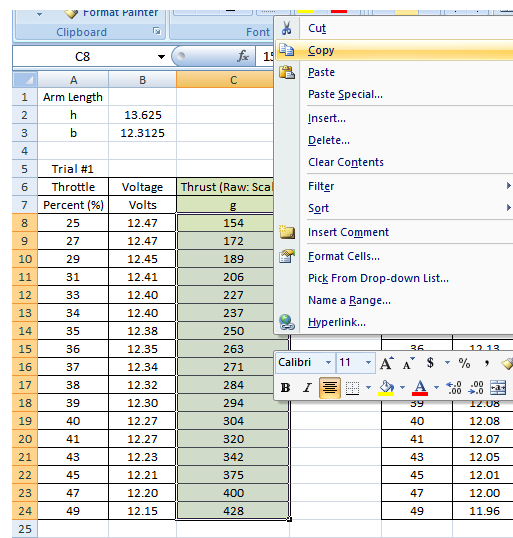 Format Painter
Clipboard
Font
C8
fx
Cut
Copy
Paste
Paste Special...
Insert...
Delete...
Clear Contents
Filter
Sort
Insert Comment
Format Cells...
Pick From Drop-down List...
Name a Range...
Hyperlink...
Calibri 11 A A $ % ,
B I A .00 .00
A B C
1 Arm Length
2 h 13.625
3 b 12.3125
4
5 Trial #1
6 Throttle Voltage Thrust (Raw: Scal
7 Percent (%) Volts g
8 25 12.47 154
9 27 12.47 172
10 29 12.45 189
11 31 12.41 206
12 33 12.40 227
13 34 12.40 237
14 35 12.38 250
15 36 12.35 263 36 12.13
16 37 12.34 271
17 38 12.32 284
18 39 12.30 294 39 12.08
19 40 12.27 304 40 12.08
20 41 12.27 320 41 12.07
21 43 12.23 342 43 12.05
22 45 12.21 375 45 12.01
23 47 12.20 400 47 12.00
24 49 12.15 428 49 11.96
25